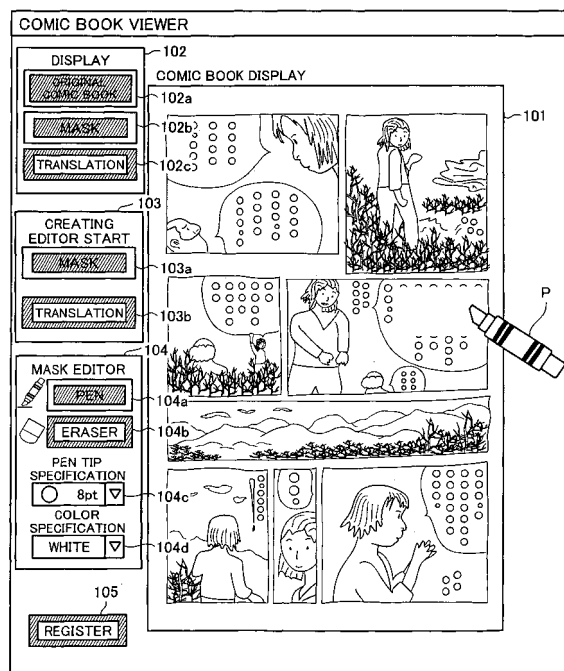 COMIC BOOK VIEWER
DISPLAY
102
ORIGINAL
COMIC BOOK
102a
MASK
102b
TRANSLATION
102c
COMIC BOOK DISPLAY
101
103
CREATING
EDITOR START
MASK
103a
TRANSLATION
103b
104
MASK EDITOR
PEN
104a
ERASER
104b
PEN TIP
SPECIFICATION
8pt
104c
COLOR
SPECIFICATION
WHITE
104d
105
REGISTER
P